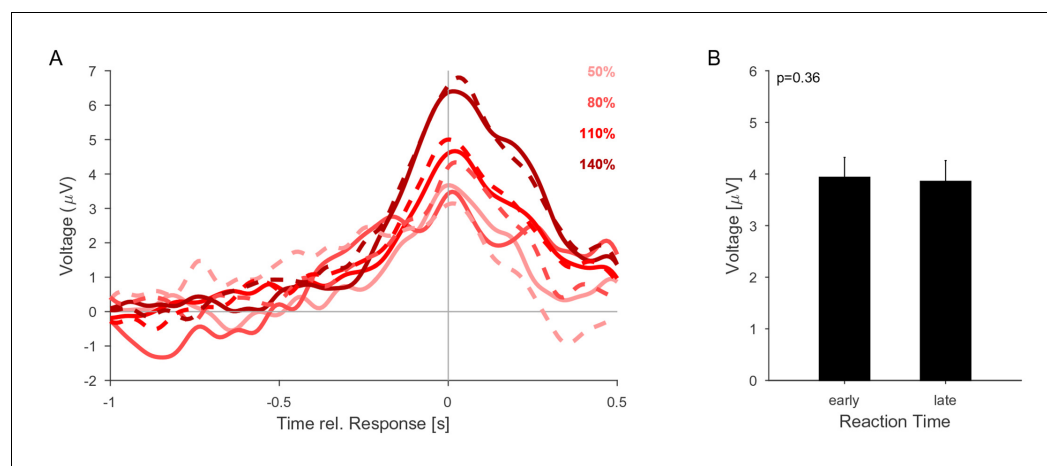 A
7
6
5
4
3
2
1
0
-1
-2
Voltage (μV)
50%
80%
110%
140%
-1
-0.5
0
0.5
Time rel. Response [s]
B
6
5
4
3
2
1
0
Voltage [μV]
p=0.36
early
late
Reaction Time